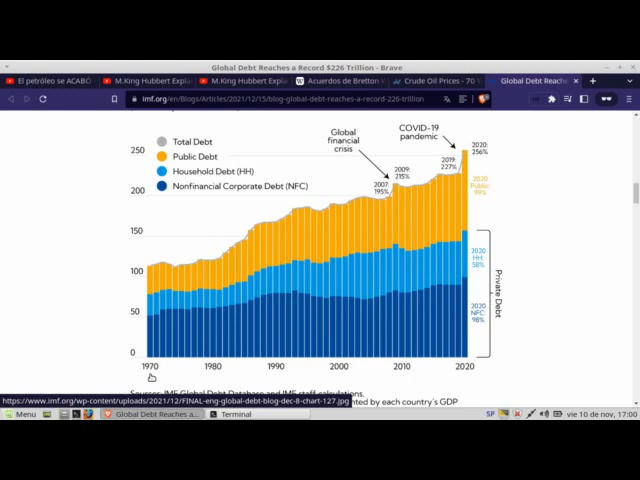 Global Debt Reaches a Record $226 Trillion - Brave
El petróleo se ACABÓ
M.King Hubbert Explai
M.King Hubbert Expla
Acuerdos de Bretton W
Crude Oil Prices - 70 Y
Global Debt Reache
imf.org/en/Blogs/Articles/2021/12/15/blog-global-debt-reaches-a-record-226-trillion
250
200
150
100
50
0
Total Debt
Public Debt
Household Debt (HH)
Nonfinancial Corporate Debt (NFC)
Global
financial
crisis
COVID-19
pandemic
2007:
195%
2009:
215%
2019:
227%
2020:
256%
2020
Public:
99%
2020
HH:
58%
2020
NFC:
98%
Private Debt
1970
1980
1990
2000
2010
2020
Sources: IMF Global Debt Database and IMF staff calculations.
nted by each country's GDP
https://www.imf.org/wp-content/uploads/2021/12/FINAL-eng-global-debt-blog-dec-8-chart-127.jpg
Menu
Global Debt Reaches a...
Terminal
SP
vie 10 de nov, 17:00